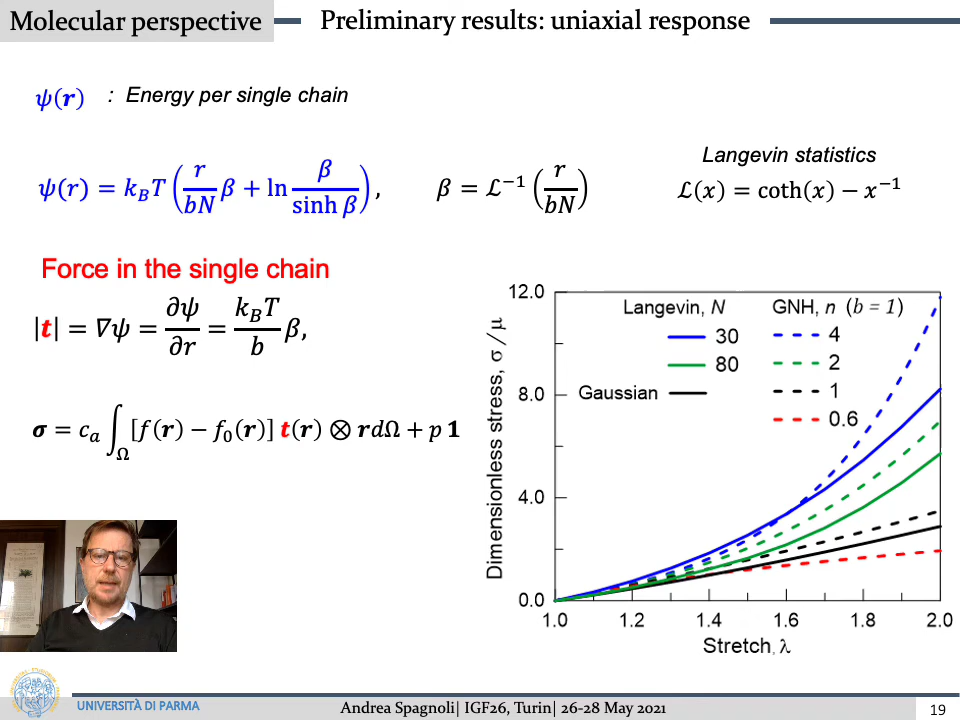 Molecular perspective
Preliminary results: uniaxial response
ψ(r) : Energy per single chain
Langevin statistics
ψ(r) = k_B T (r/bN β + ln β/sinh β), β = ℒ⁻¹ (r/bN) ℒ(x) = coth(x) − x⁻¹
Force in the single chain
|t| = ∇ψ = ∂ψ/∂r = k_B T/b β,
σ = c_a ∫_Ω [f(r) − f₀(r)] t(r) ⊗ r dΩ + p 1
12.0
8.0
4.0
0.0
Dimensionless stress, σ/μ
Langevin, N GNH, n (b = 1)
30 4
80 2
Gaussian 1
0.6
1.0 1.2 1.4 1.6 1.8 2.0
Stretch, λ
UNIVERSITÀ DI PARMA
Andrea Spagnoli| IGF26, Turin| 26-28 May 2021
19